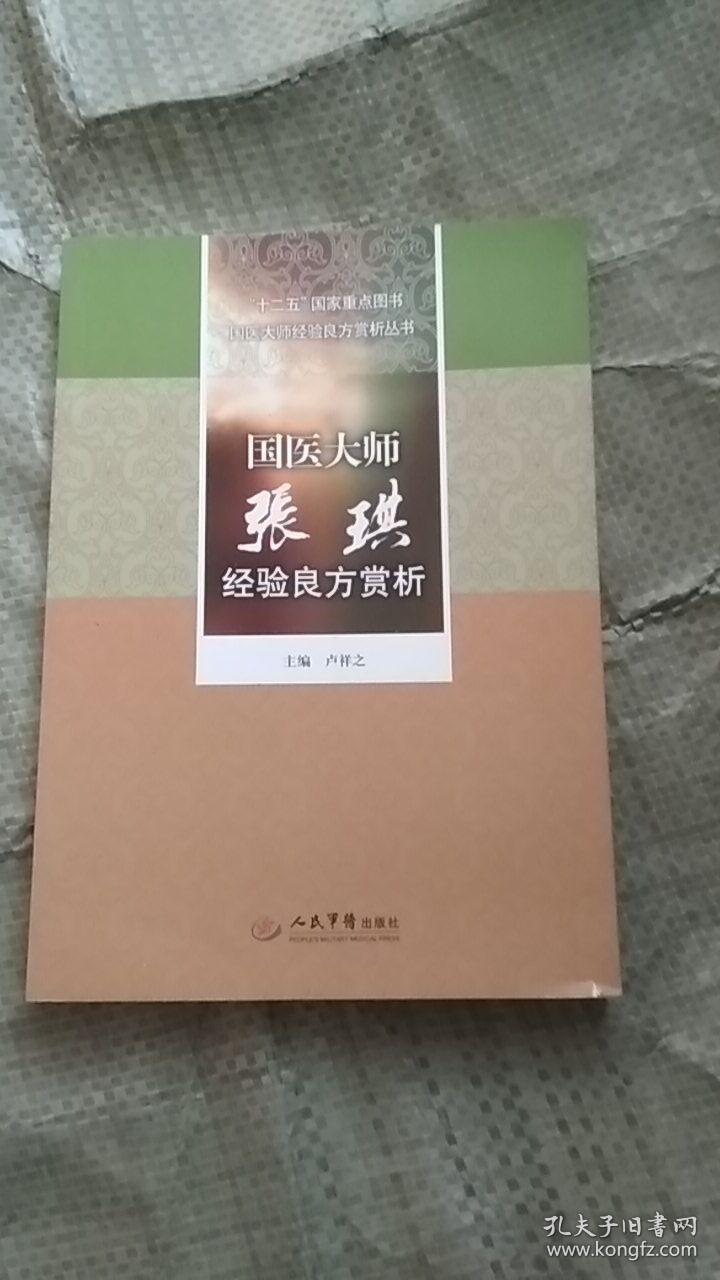 “十二五”国家重点图书
国医大师经验良方赏析丛书
国医大师
張琪
经验良方赏析
主编 卢祥之
人民军医出版社
PEOPLE'S MILITARY MEDICAL PRESS
孔夫子旧書网
www.kongfz.com